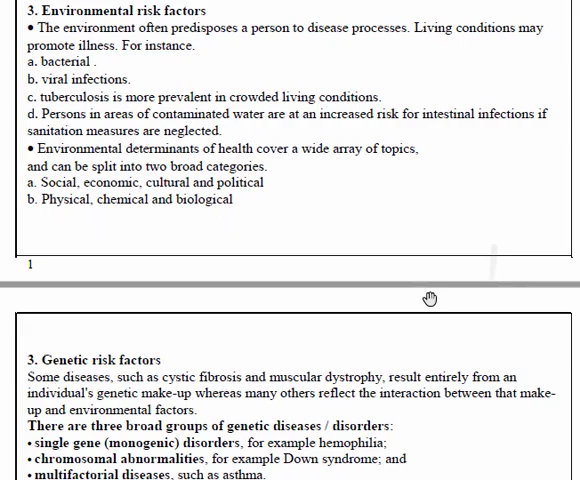 3. Environmental risk factors
• The environment often predisposes a person to disease processes. Living conditions may
promote illness. For instance.
a. bacterial .
b. viral infections.
c. tuberculosis is more prevalent in crowded living conditions.
d. Persons in areas of contaminated water are at an increased risk for intestinal infections if
sanitation measures are neglected.
• Environmental determinants of health cover a wide array of topics,
and can be split into two broad categories.
a. Social, economic, cultural and political
b. Physical, chemical and biological
1
3. Genetic risk factors
Some diseases, such as cystic fibrosis and muscular dystrophy, result entirely from an
individual's genetic make-up whereas many others reflect the interaction between that make-
up and environmental factors.
There are three broad groups of genetic diseases / disorders:
• single gene (monogenic) disorders, for example hemophilia;
• chromosomal abnormalities, for example Down syndrome; and
• multifactorial diseases, such as asthma.